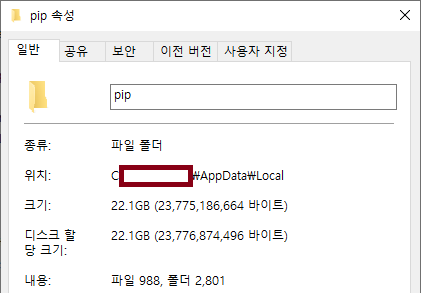 pip 속성
일반 공유 보안 이전 버전 사용자 지정
pip
종류: 파일 폴더
위치: C ₩AppData₩Local
크기: 22.1GB (23,775,186,664 바이트)
디스크 할 22.1GB (23,776,874,496 바이트)
당 크기:
내용: 파일 988, 폴더 2,801